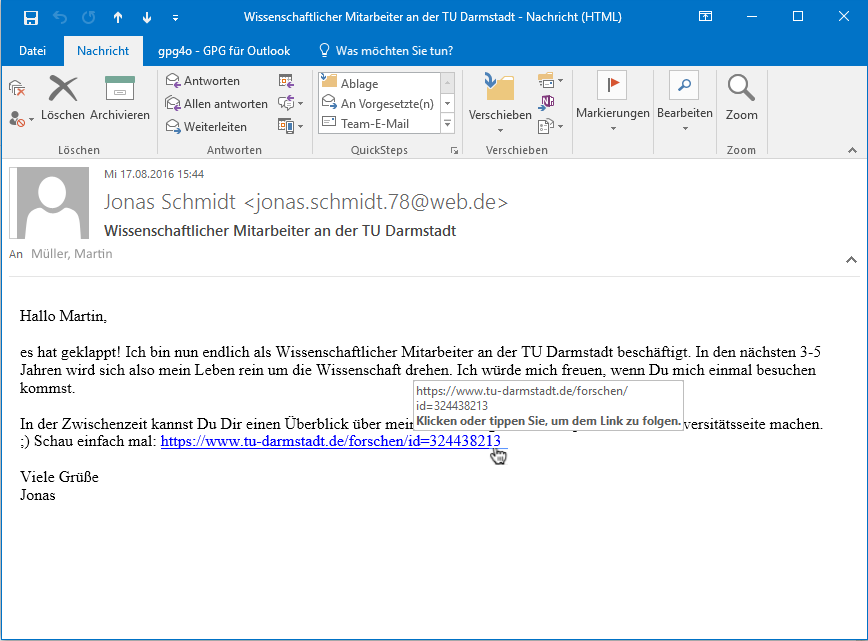 Wissenschaftlicher Mitarbeiter an der TU Darmstadt - Nachricht (HTML)
Datei Nachricht gpg4o - GPG für Outlook Was möchten Sie tun?
Löschen Archivieren
Löschen
Antworten
Allen antworten
Weiterleiten
Antworten
Ablage
An Vorgesetzte(n)
Team-E-Mail
QuickSteps
Verschieben
Verschieben
Markierungen
Bearbeiten
Zoom
Zoom
Mi 17.08.2016 15:44
Jonas Schmidt <jonas.schmidt.78@web.de>
Wissenschaftlicher Mitarbeiter an der TU Darmstadt
An Müller, Martin
Hallo Martin,
es hat geklappt! Ich bin nun endlich als Wissenschaftlicher Mitarbeiter an der TU Darmstadt beschäftigt. In den nächsten 3-5
Jahren wird sich also mein Leben rein um die Wissenschaft drehen. Ich würde mich freuen, wenn Du mich einmal besuchen
kommst.
https://www.tu-darmstadt.de/forschen/
id=324438213
Klicken oder tippen Sie, um dem Link zu folgen.
In der Zwischenzeit kannst Du Dir einen Überblick über mein versitätsseite machen.
;) Schau einfach mal: https://www.tu-darmstadt.de/forschen/id=324438213
Viele Grüße
Jonas